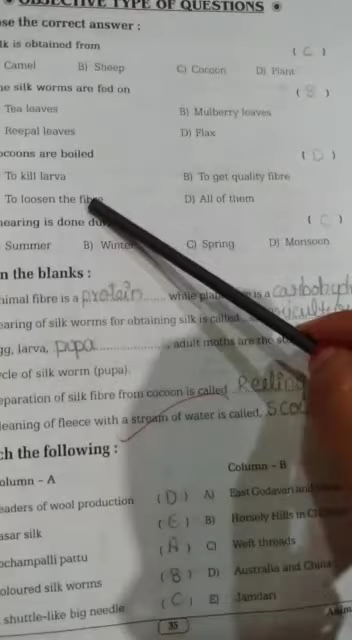 OBJECTIVE TYPE OF QUESTIONS
se the correct answer :
lk is obtained from ( C )
Camel B) Sheep C) Cocoon D) Plant
e silk worms are fed on ( B )
Tea leaves B) Mulberry leaves
Reepal leaves D) Flax
ocoons are boiled ( D )
To kill larva B) To get quality fibre
To loosen the fibre D) All of them
hearing is done du ( C )
Summer B) Winter C) Spring D) Monsoon
n the blanks :
nimal fibre is a protein ...... while plan is a carbohyd
earing of silk worms for obtaining silk is called
gg, larva, pupa ............ , adult moths are the
cle of silk worm (pupa).
eparation of silk fibre from cocoon is called Reeling
leaning of fleece with a stream of water is called, SCO
ch the following :
olumn - A Column - B
eaders of wool production ( D ) A) East Godavari and
asar silk ( E ) B) Horsely Hills in
ochampalli pattu ( A ) C) Weft threads
oloured silk worms ( B ) D) Australia and China
shuttle-like big needle ( C ) E) Jamdari
35